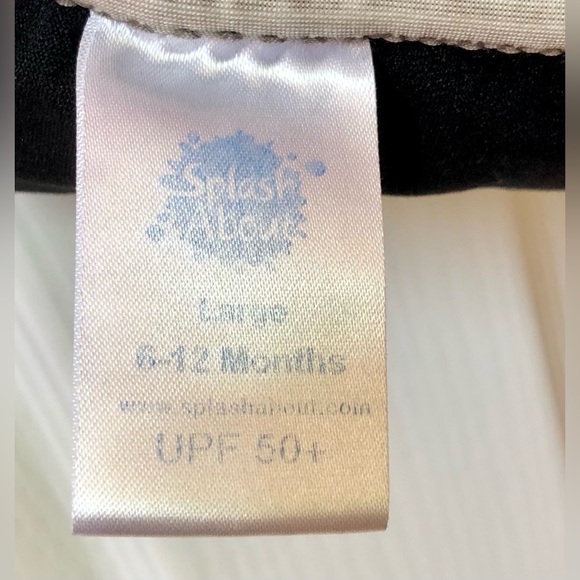 Splash
About
Large
6-12 Months
www.splashabout.com
UPF 50+